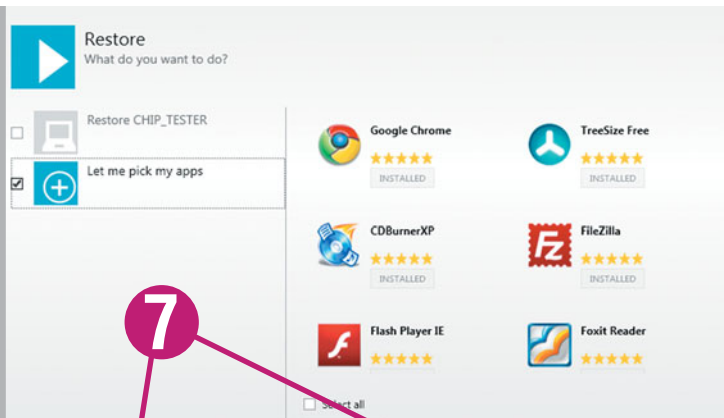 Restore
What do you want to do?
Restore CHIP_TESTER
Let me pick my apps
Google Chrome
INSTALLED
TreeSize Free
INSTALLED
CDBurnerXP
INSTALLED
FileZilla
INSTALLED
Flash Player IE
Foxit Reader
7
Select all